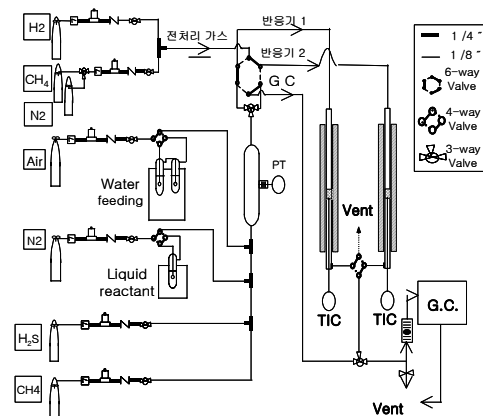 H2
CH₄
N2
Air
N2
H₂S
CH4
전처리 가스
반응기 1
반응기 2
G C
PT
Water
feeding
Liquid
reactant
Vent
TIC
TIC
G.C.
Vent
1 /4 ″
1 /8 ″
6-way
Valve
4-way
Valve
3-way
Valve